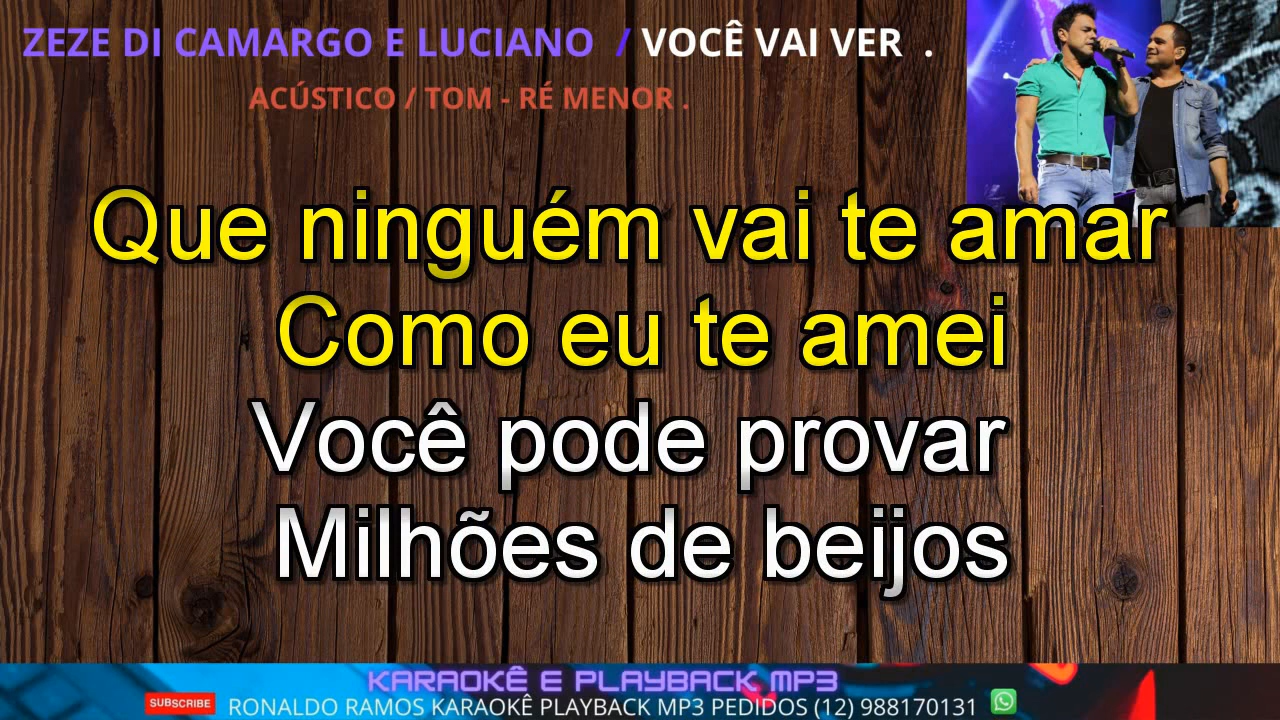 ZEZE DI CAMARGO E LUCIANO / VOCÊ VAI VER .
ACÚSTICO / TOM - RÉ MENOR .
Que ninguém vai te amar
Como eu te amei
Você pode provar
Milhões de beijos
KARAOKÊ E PLAYBACK MP3
SUBSCRIBE RONALDO RAMOS KARAOKÊ PLAYBACK MP3 PEDIDOS (12) 988170131